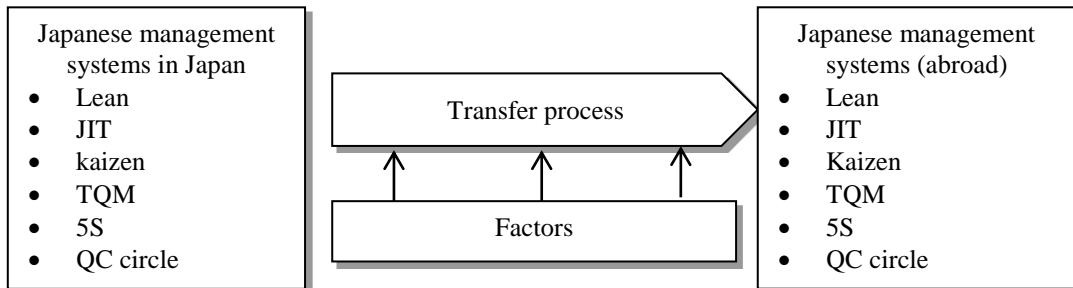 Japanese management
systems in Japan
• Lean
• JIT
• kaizen
• TQM
• 5S
• QC circle
Transfer process
Factors
Japanese management
systems (abroad)
• Lean
• JIT
• Kaizen
• TQM
• 5S
• QC circle